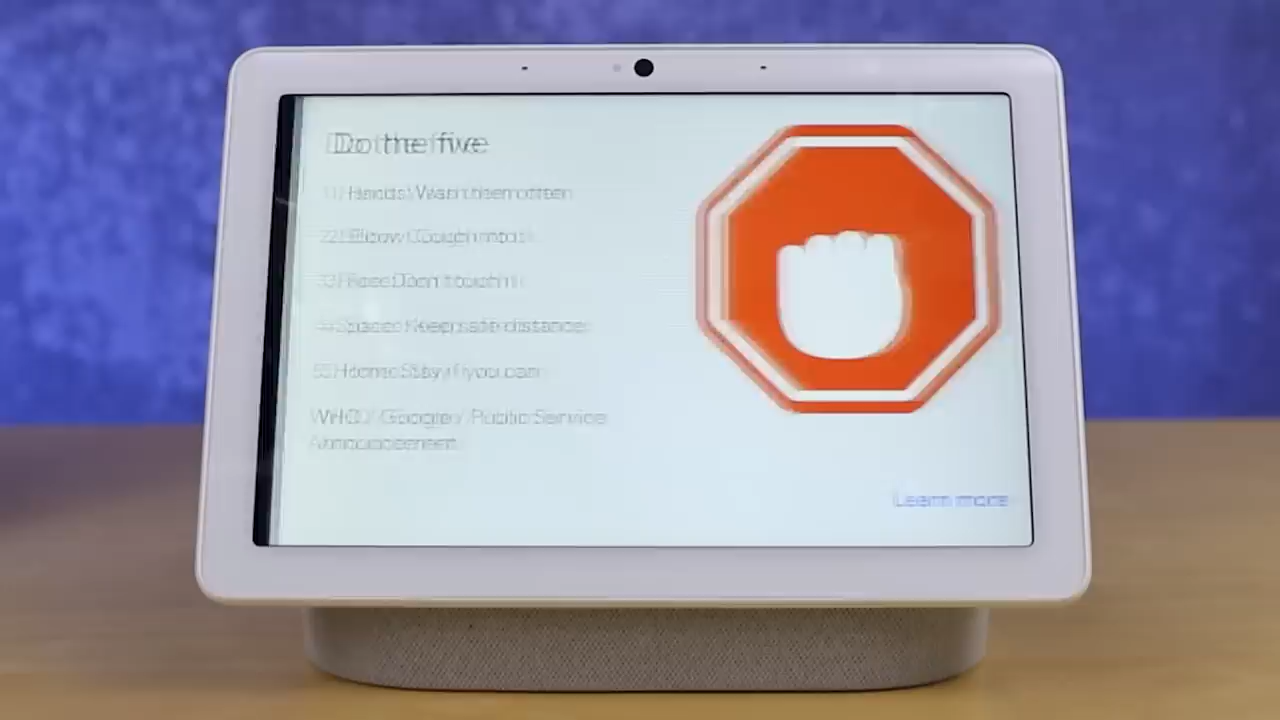 Do the five
1) Hands! Wash them often
2) Elbow! Cough into it
3) Face! Don't touch it
4) Space! Keep safe distance
5) Home! Stay if you can
WHO / Google / Public Service
Announcement
Learn more